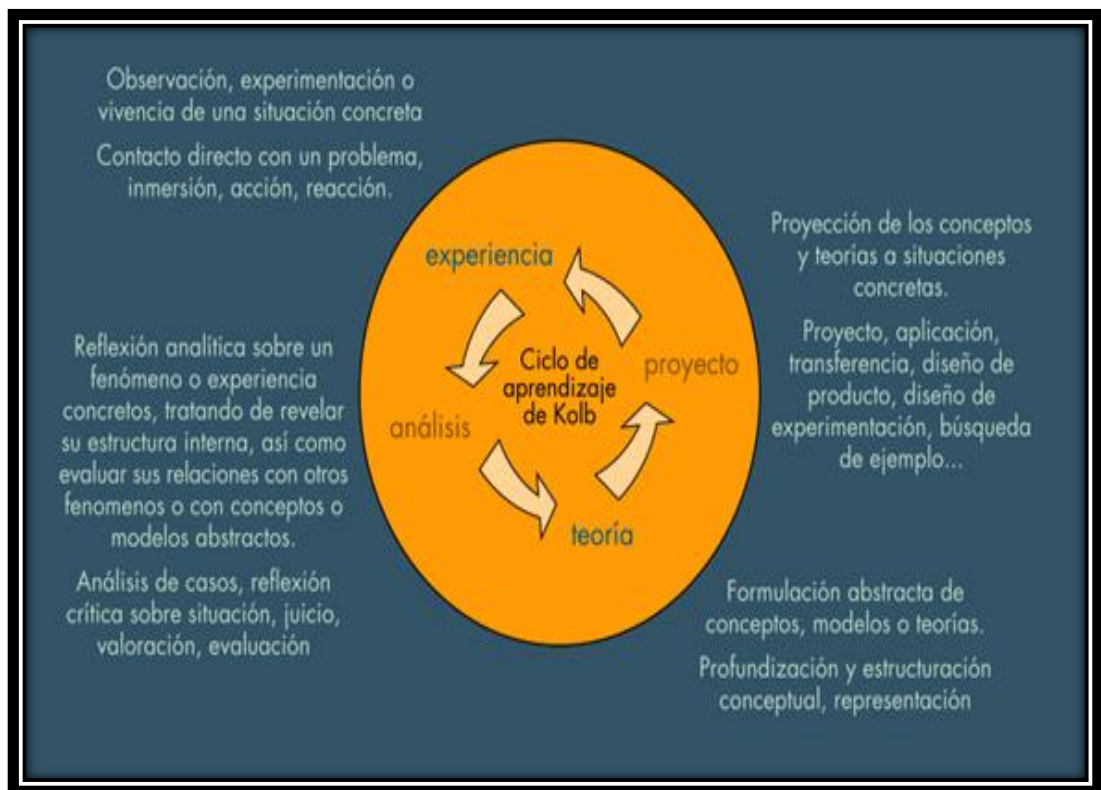 Observación, experimentación o
vivencia de una situación concreta
Contacto directo con un problema,
inmersión, acción, reacción.
experiencia
Proyección de los conceptos
y teorías a situaciones
concretas.
Proyecto, aplicación,
transferencia, diseño de
producto, diseño de
experimentación, búsqueda
de ejemplo...
Ciclo de
aprendizaje
de Kolb
proyecto
análisis
teoría
Reflexión analítica sobre un
fenómeno o experiencia
concretos, tratando de revelar
su estructura interna, así como
evaluar sus relaciones con otros
fenomenos o con conceptos o
modelos abstractos.
Análisis de casos, reflexión
crítica sobre situación, juicio,
valoración, evaluación
Formulación abstracta de
conceptos, modelos o teorías.
Profundización y estructuración
conceptual, representación